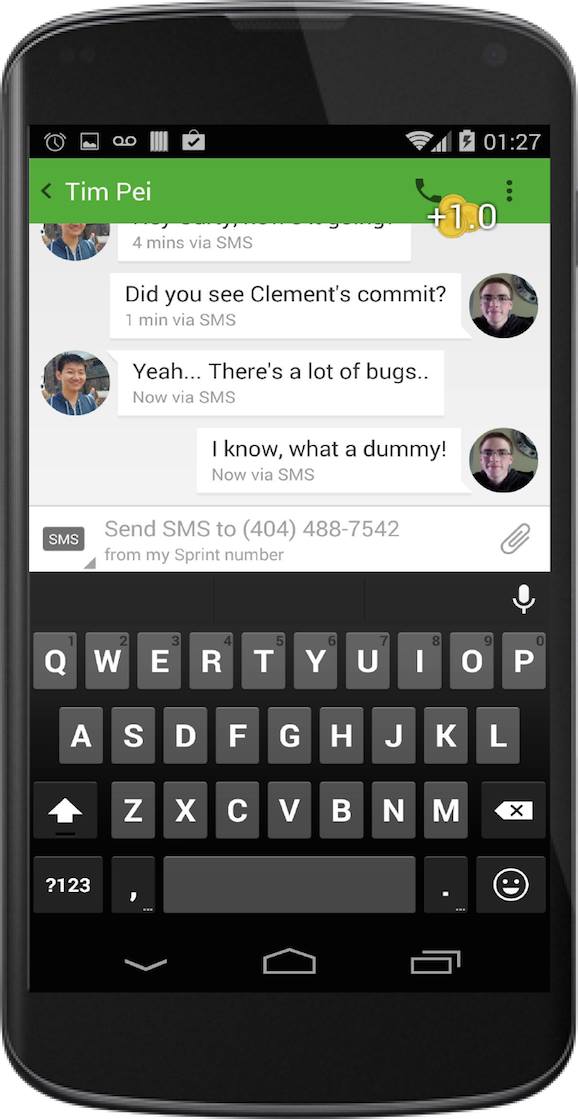 01:27
Tim Pei
+1.0
4 mins via SMS
Did you see Clement's commit?
1 min via SMS
Yeah... There's a lot of bugs..
Now via SMS
I know, what a dummy!
Now via SMS
SMS
Send SMS to (404) 488-7542
from my Sprint number
1 2 3 4 5 6 7 8 9 0
Q W E R T Y U I O P
A S D F G H J K L
Z X C V B N M
?123 , ... . ...